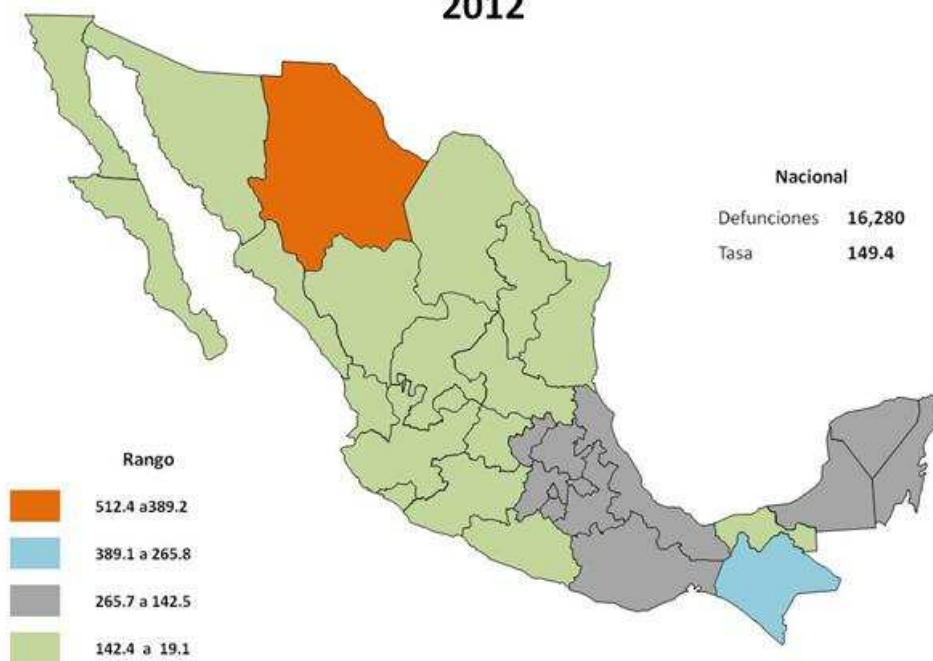 2012
Nacional
Defunciones 16,280
Tasa 149.4
Rango
512.4 a389.2
389.1 a 265.8
265.7 a 142.5
142.4 a 19.1